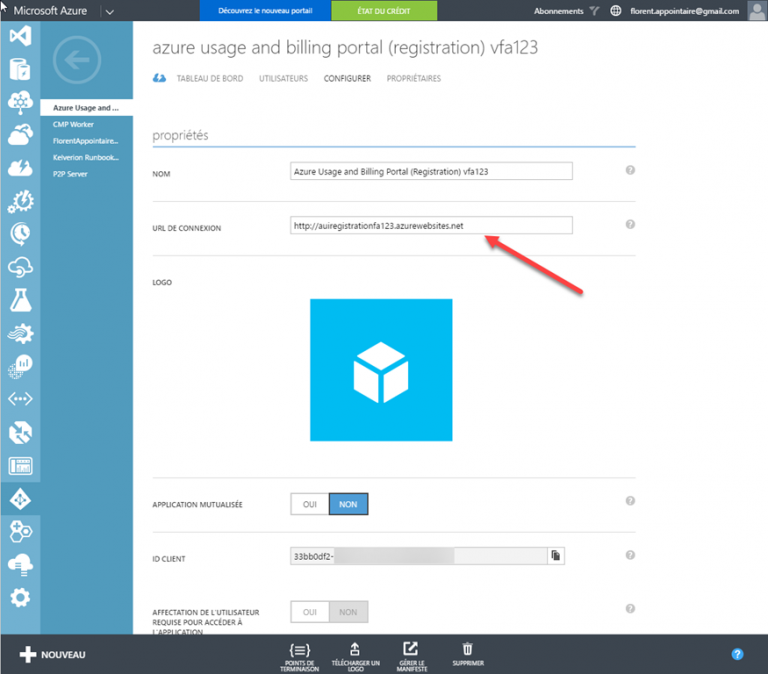 Microsoft Azure
Découvrez le nouveau portail
ÉTAT DU CRÉDIT
Abonnements
florent.appointaire@gmail.com
azure usage and billing portal (registration) vfa123
TABLEAU DE BORD UTILISATEURS CONFIGURER PROPRIÉTAIRES
Azure Usage and ...
CMP Worker
FlorentAppointaire...
Kelverion Runbook...
P2P Server
propriétés
NOM
Azure Usage and Billing Portal (Registration) vfa123
URL DE CONNEXION
http://auiregistrationfa123.azurewebsites.net
LOGO
APPLICATION MUTUALISÉE
OUI NON
ID CLIENT
33bb0df2-
AFFECTATION DE L'UTILISATEUR
REQUISE POUR ACCÉDER À
L'APPLICATION
OUI NON
NOUVEAU
POINTS DE
TERMINAISON
TÉLÉCHARGER UN
LOGO
GÉRER LE
MANIFESTE
SUPPRIMER